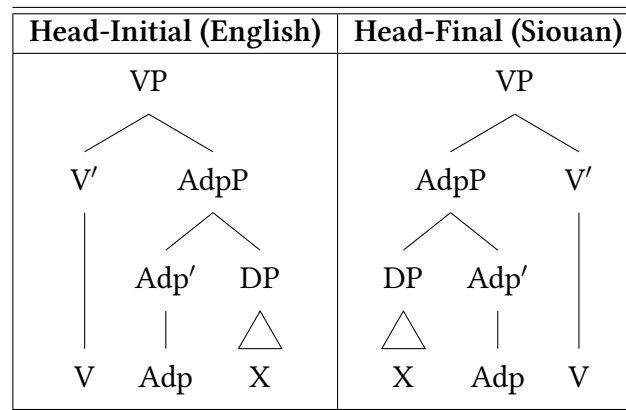 Head-Initial (English) Head-Final (Siouan)
VP VP
V′ AdpP AdpP V′
Adp′ DP DP Adp′
V Adp X X Adp V